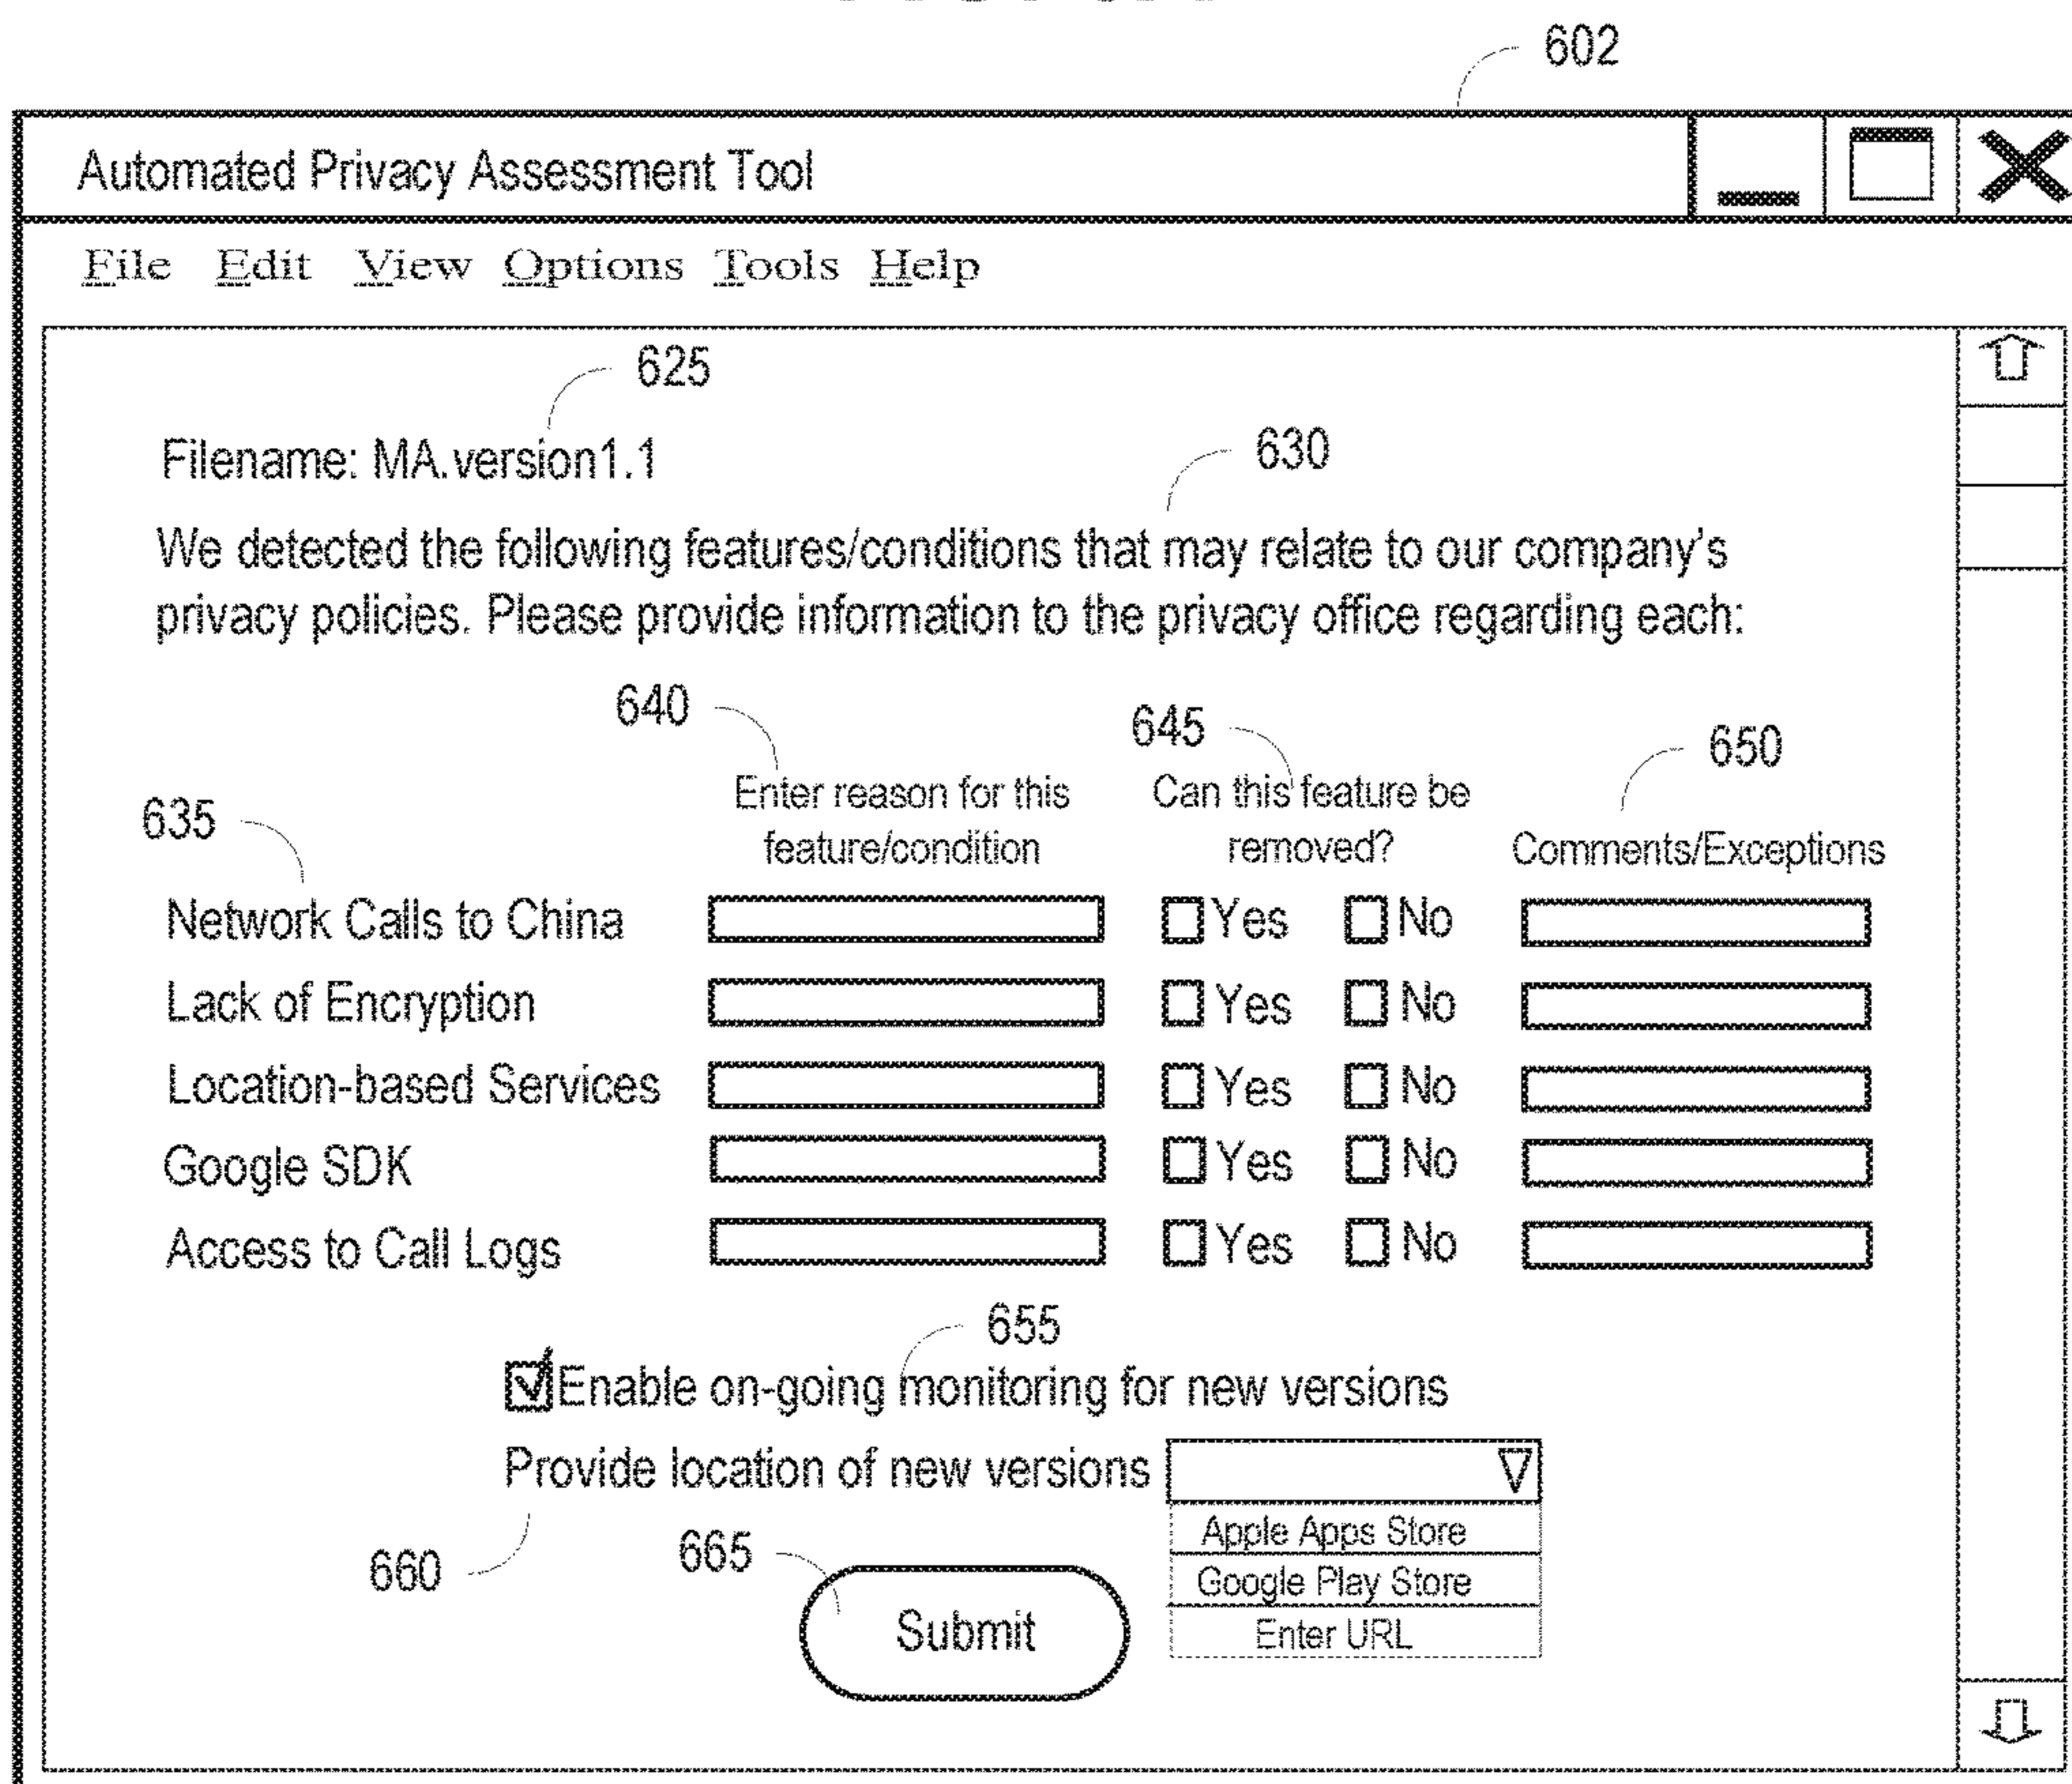 602
Automated Privacy Assessment Tool
File Edit View Options Tools Help
625
Filename: MA.version1.1
630
We detected the following features/conditions that may relate to our company's
privacy policies. Please provide information to the privacy office regarding each:
640
645
650
635
Enter reason for this
feature/condition
Can this feature be
removed?
Comments/Exceptions
Network Calls to China Yes No
Lack of Encryption Yes No
Location-based Services Yes No
Google SDK Yes No
Access to Call Logs Yes No
655
Enable on-going monitoring for new versions
Provide location of new versions
Apple Apps Store
Google Play Store
Enter URL
660
665
Submit